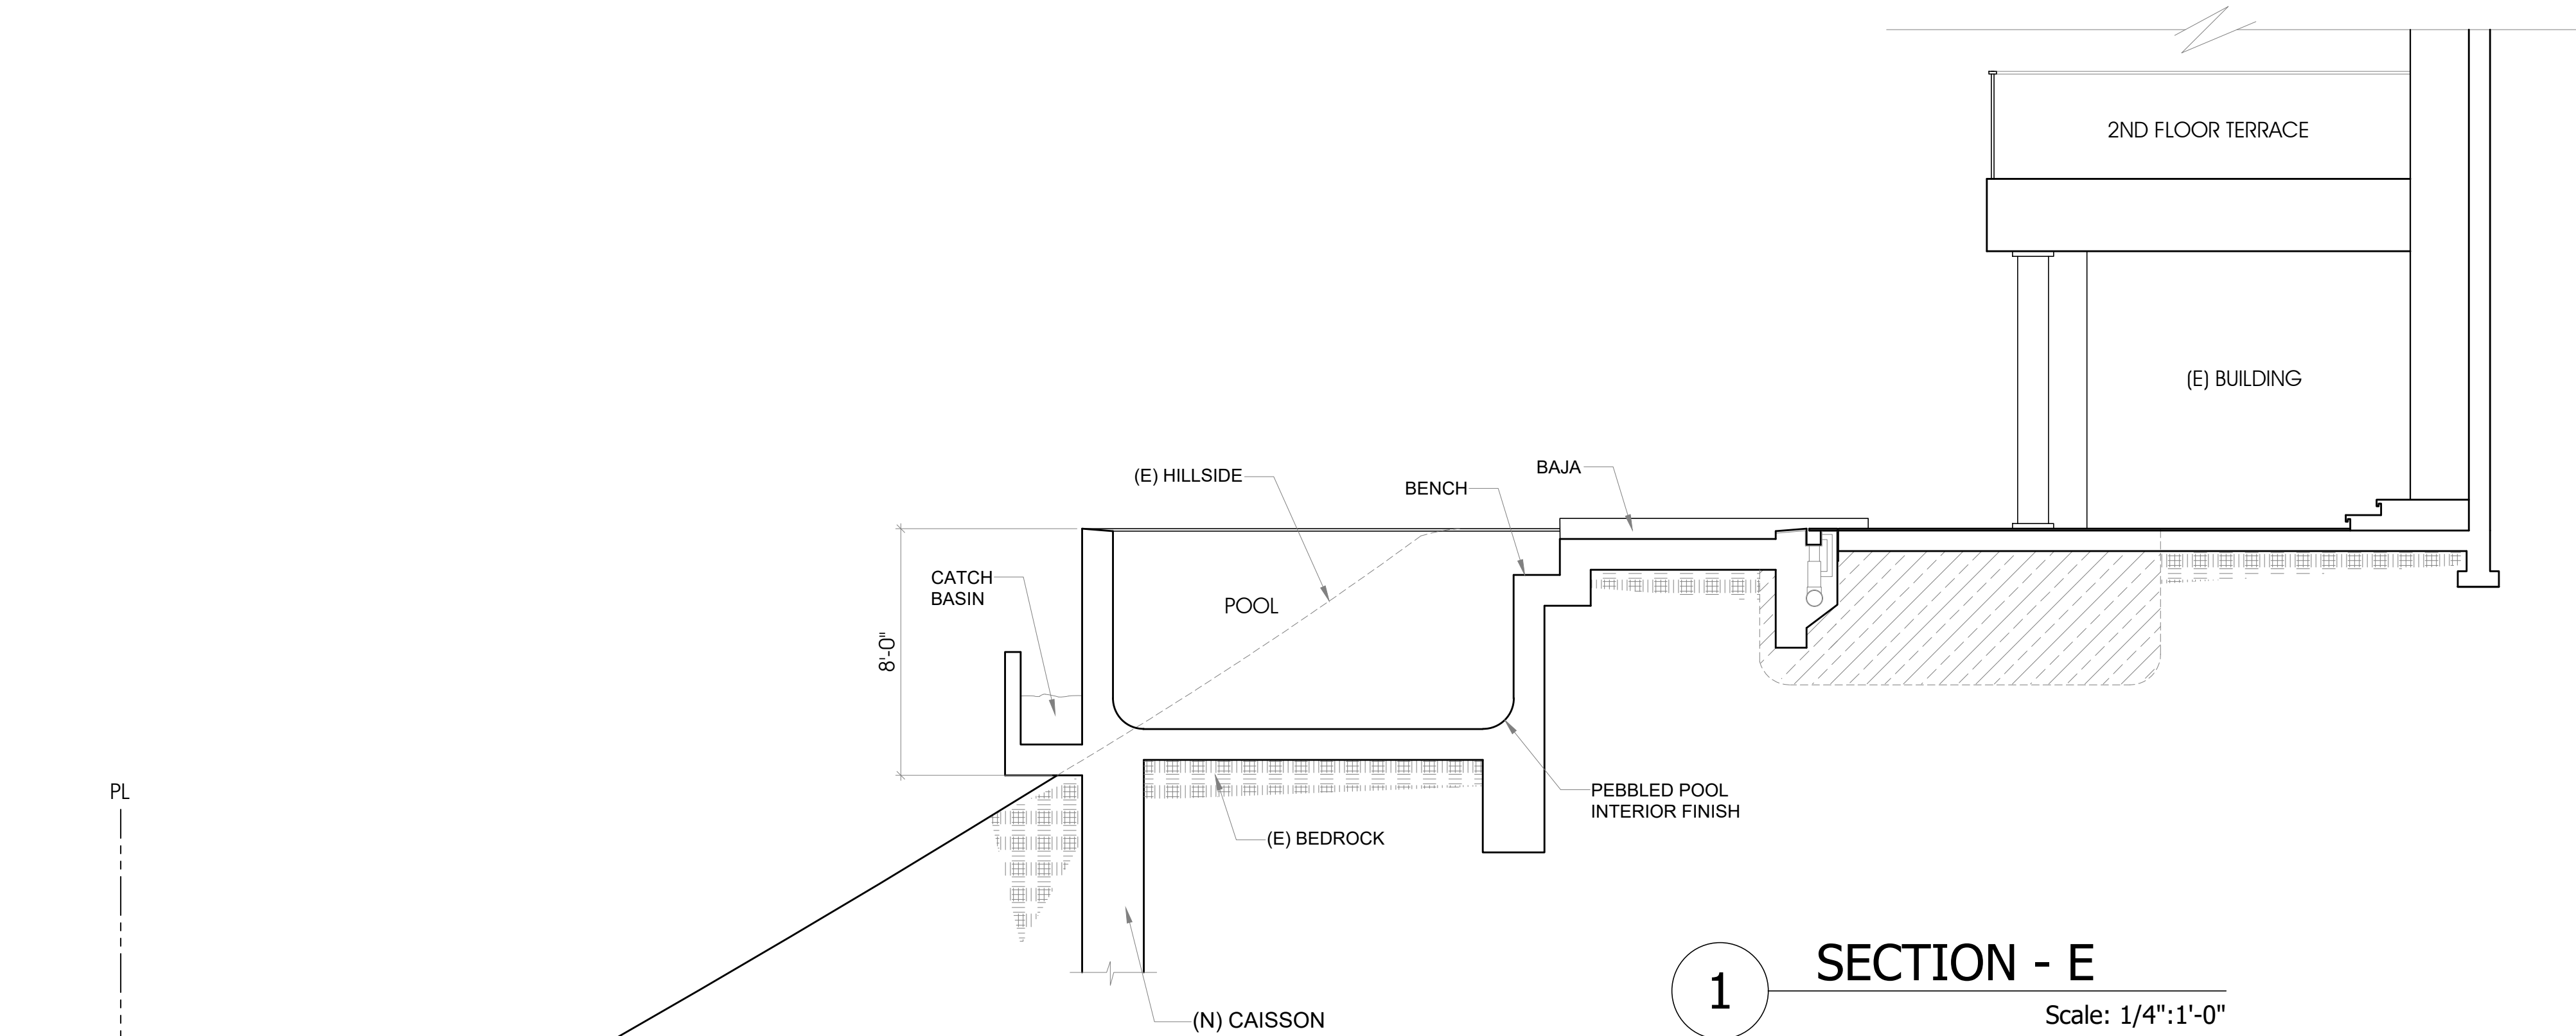 2ND FLOOR TERRACE
(E) BUILDING
BAJA
(E) HILLSIDE
BENCH
CATCH
BASIN
POOL
8'-0"
PL
PEBBLED POOL
INTERIOR FINISH
(E) BEDROCK
SECTION - E
1
Scale: 1/4":1'-0"
(N) CAISSON